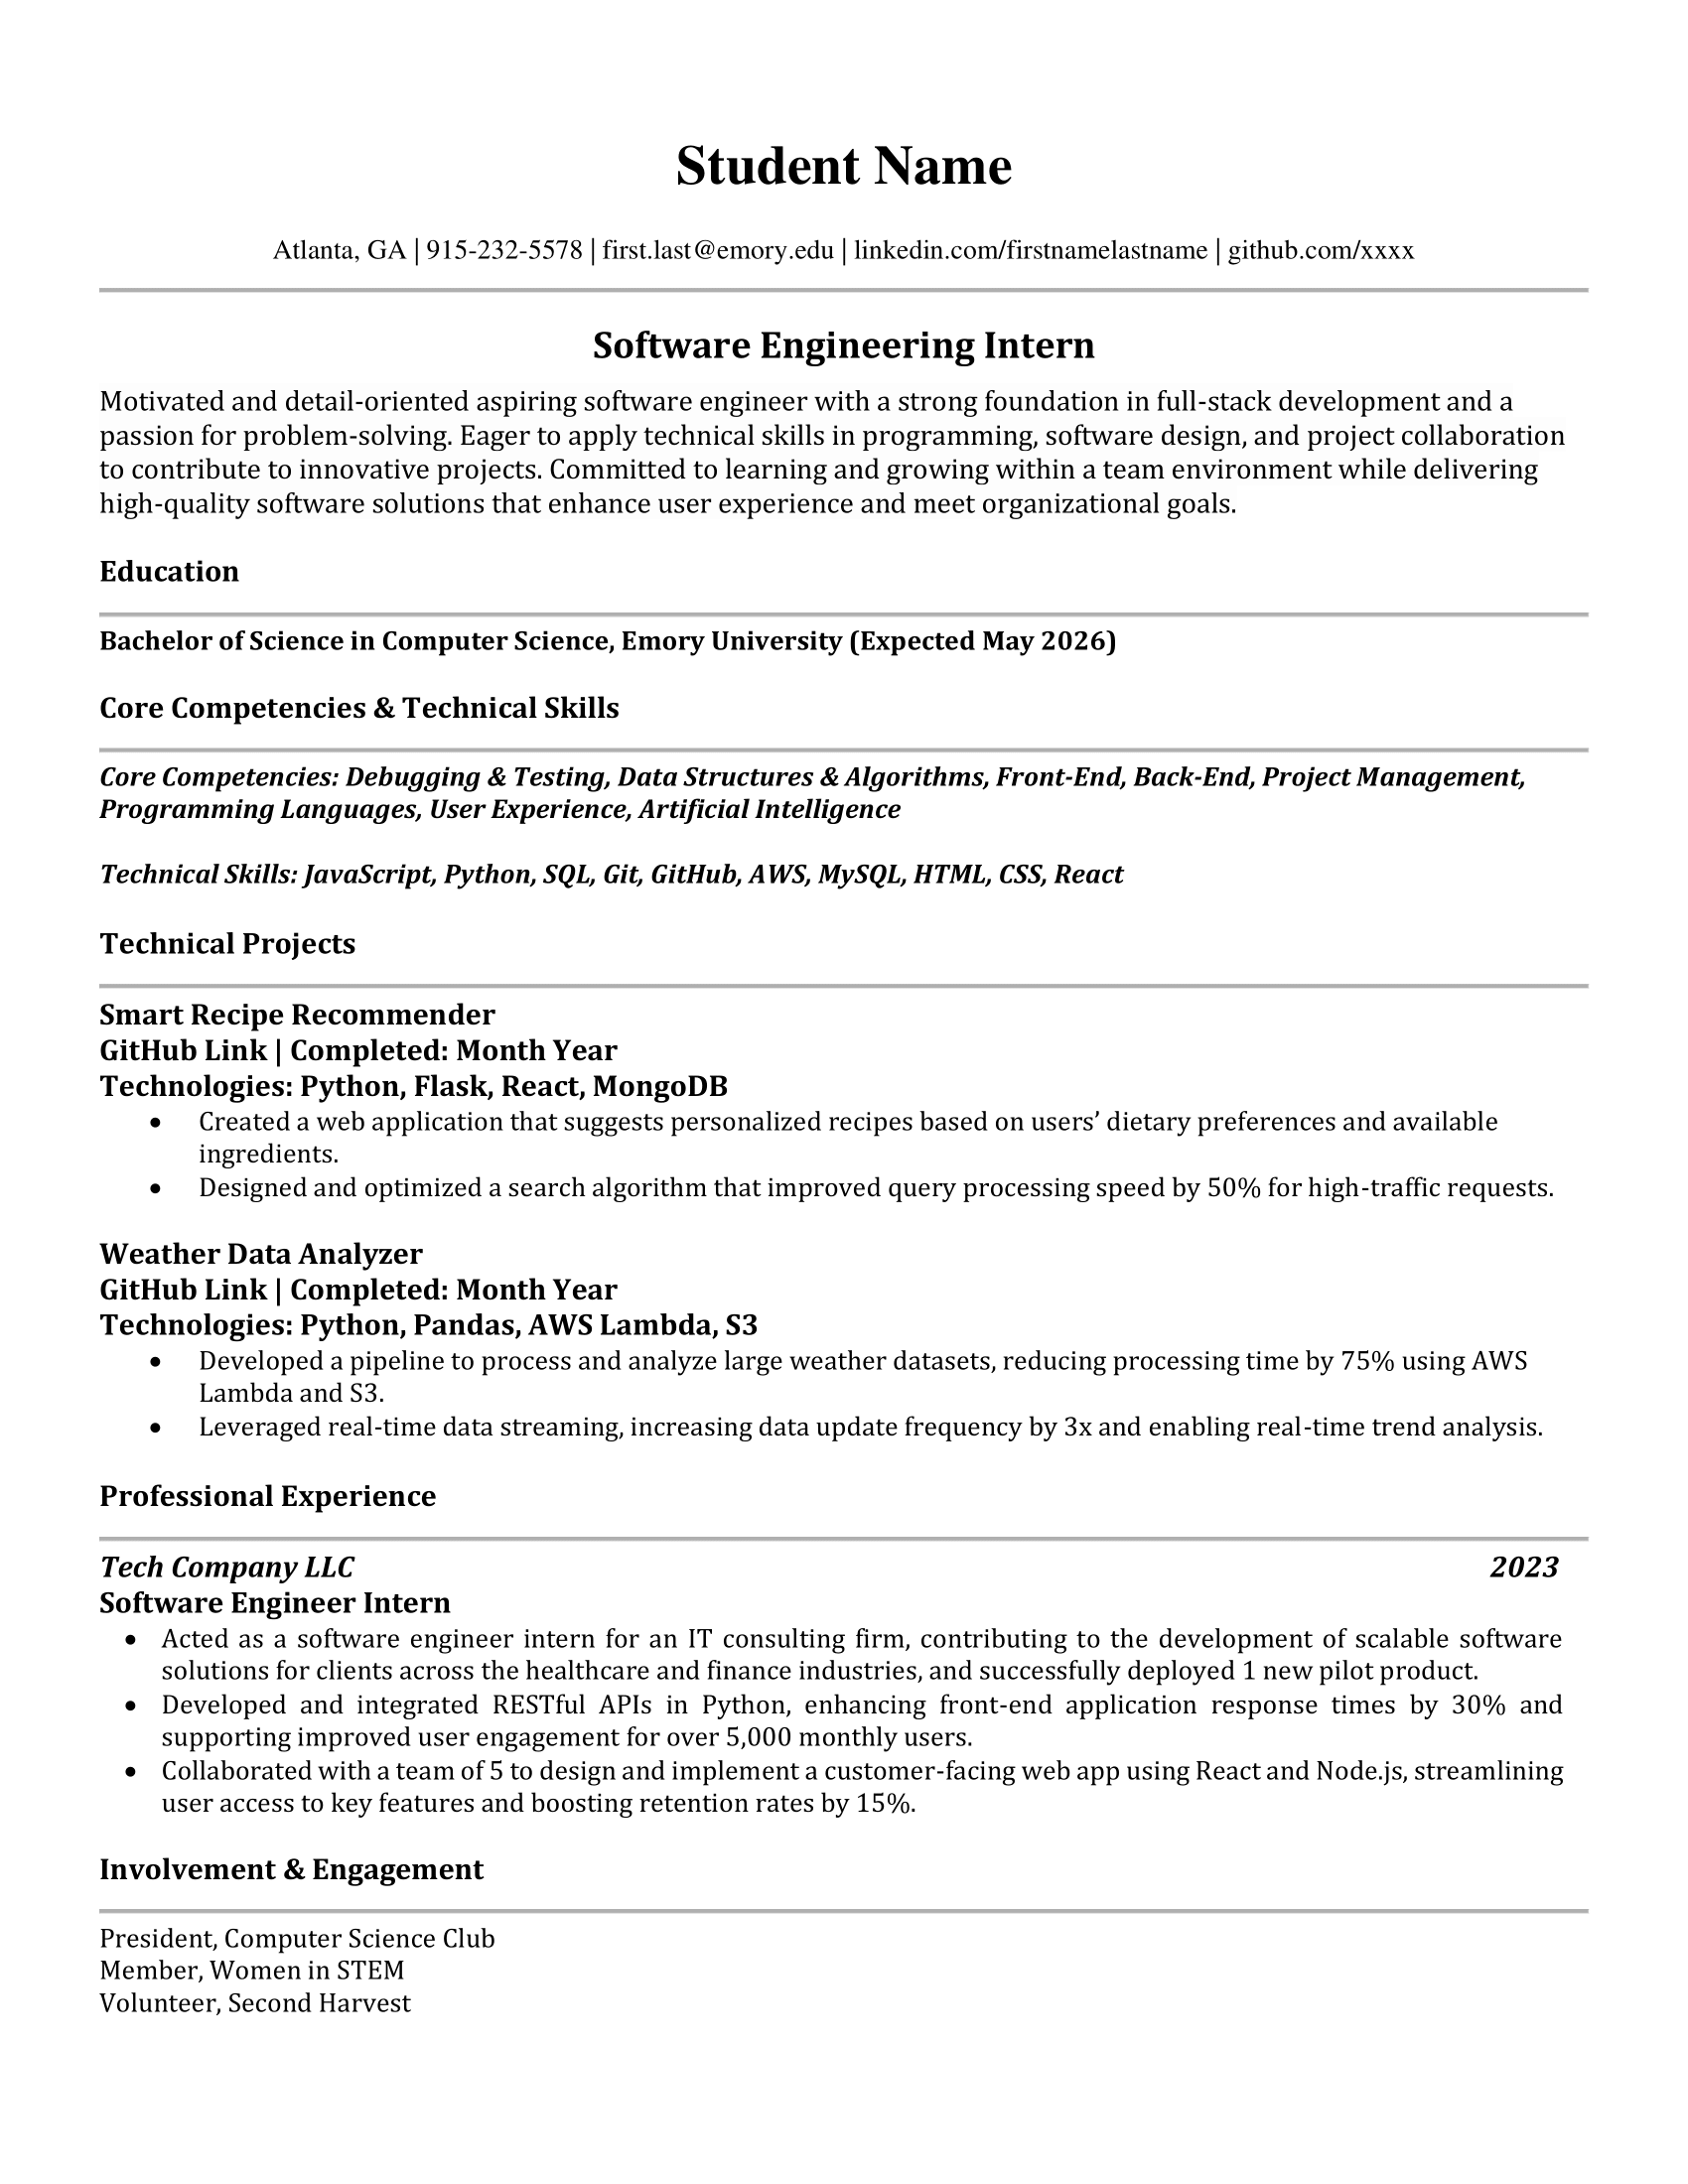 Student Name
Atlanta, GA | 915-232-5578 | first.last@emory.edu | linkedin.com/firstnamelastname | github.com/xxxx
Software Engineering Intern
Motivated and detail-oriented aspiring software engineer with a strong foundation in full-stack development and a
passion for problem-solving. Eager to apply technical skills in programming, software design, and project collaboration
to contribute to innovative projects. Committed to learning and growing within a team environment while delivering
high-quality software solutions that enhance user experience and meet organizational goals.
Education
Bachelor of Science in Computer Science, Emory University (Expected May 2026)
Core Competencies & Technical Skills
Core Competencies: Debugging & Testing, Data Structures & Algorithms, Front-End, Back-End, Project Management,
Programming Languages, User Experience, Artificial Intelligence
Technical Skills: JavaScript, Python, SQL, Git, GitHub, AWS, MySQL, HTML, CSS, React
Technical Projects
Smart Recipe Recommender
GitHub Link | Completed: Month Year
Technologies: Python, Flask, React, MongoDB
• Created a web application that suggests personalized recipes based on users’ dietary preferences and available
ingredients.
• Designed and optimized a search algorithm that improved query processing speed by 50% for high-traffic requests.
Weather Data Analyzer
GitHub Link | Completed: Month Year
Technologies: Python, Pandas, AWS Lambda, S3
• Developed a pipeline to process and analyze large weather datasets, reducing processing time by 75% using AWS
Lambda and S3.
• Leveraged real-time data streaming, increasing data update frequency by 3x and enabling real-time trend analysis.
Professional Experience
Tech Company LLC 2023
Software Engineer Intern
• Acted as a software engineer intern for an IT consulting firm, contributing to the development of scalable software
solutions for clients across the healthcare and finance industries, and successfully deployed 1 new pilot product.
• Developed and integrated RESTful APIs in Python, enhancing front-end application response times by 30% and
supporting improved user engagement for over 5,000 monthly users.
• Collaborated with a team of 5 to design and implement a customer-facing web app using React and Node.js, streamlining
user access to key features and boosting retention rates by 15%.
Involvement & Engagement
President, Computer Science Club
Member, Women in STEM
Volunteer, Second Harvest